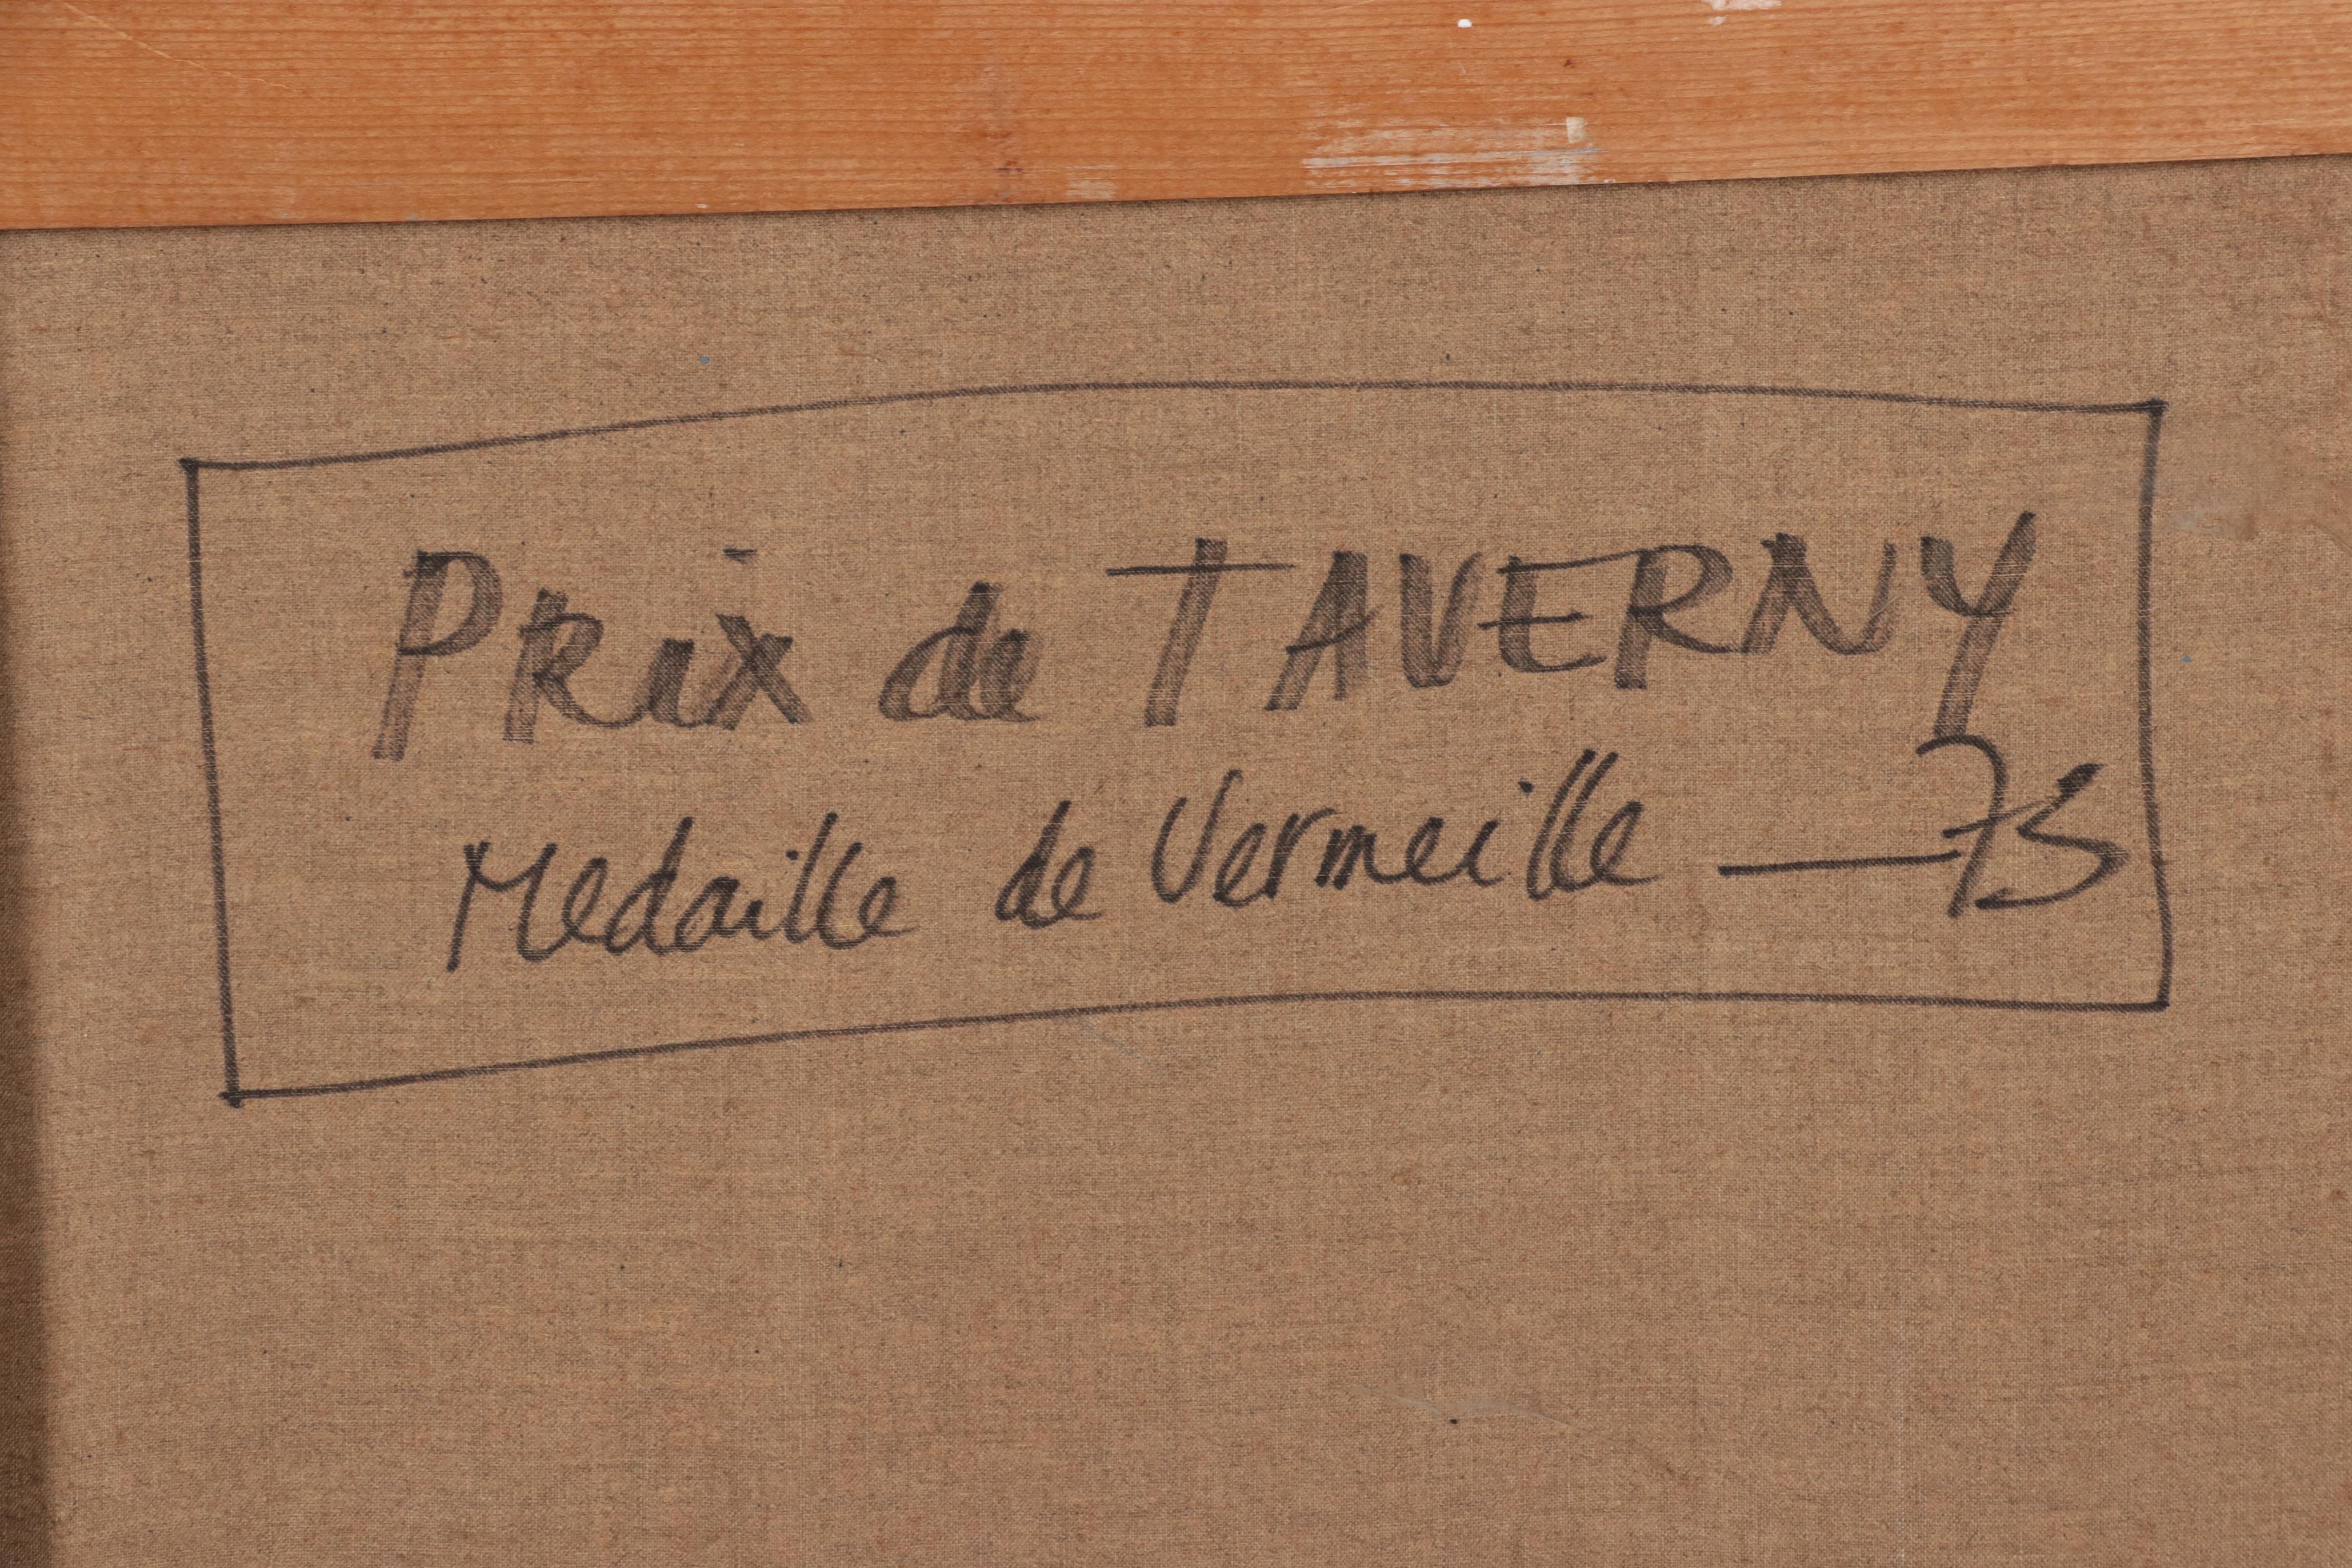 PRix de TAVERNY
Medaille de Vermeille — 75